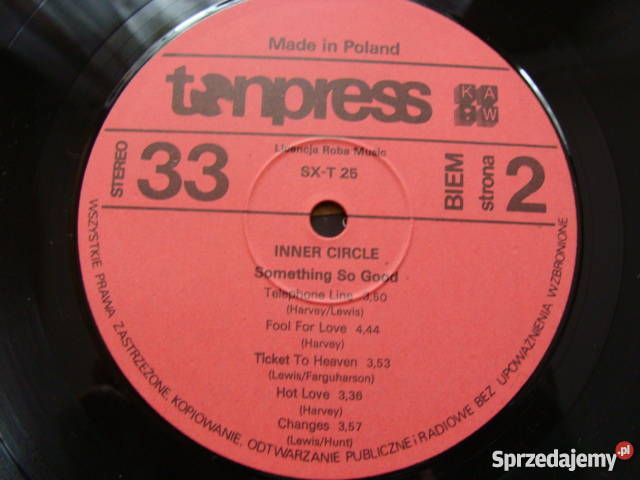 Made in Poland
tonpress
KAW
STEREO
33
Licencja Roba Music
SX-T 25
BIEM
strona
2
INNER CIRCLE
Something So Good
Telephone Line 3,50
(Harvey/Lewis)
Fool For Love 4,44
(Harvey)
Ticket To Heaven 3,53
(Lewis/Farguharson)
Hot Love 3,36
(Harvey)
Changes 3,57
(Lewis/Hunt)
WSZYSTKIE PRAWA ZASTRZEŻONE. KOPIOWANIE, ODTWARZANIE PUBLICZNE i RADIOWE BEZ UPOWAŻNIENIA WZBRONIONE
Sprzedajemy.pl